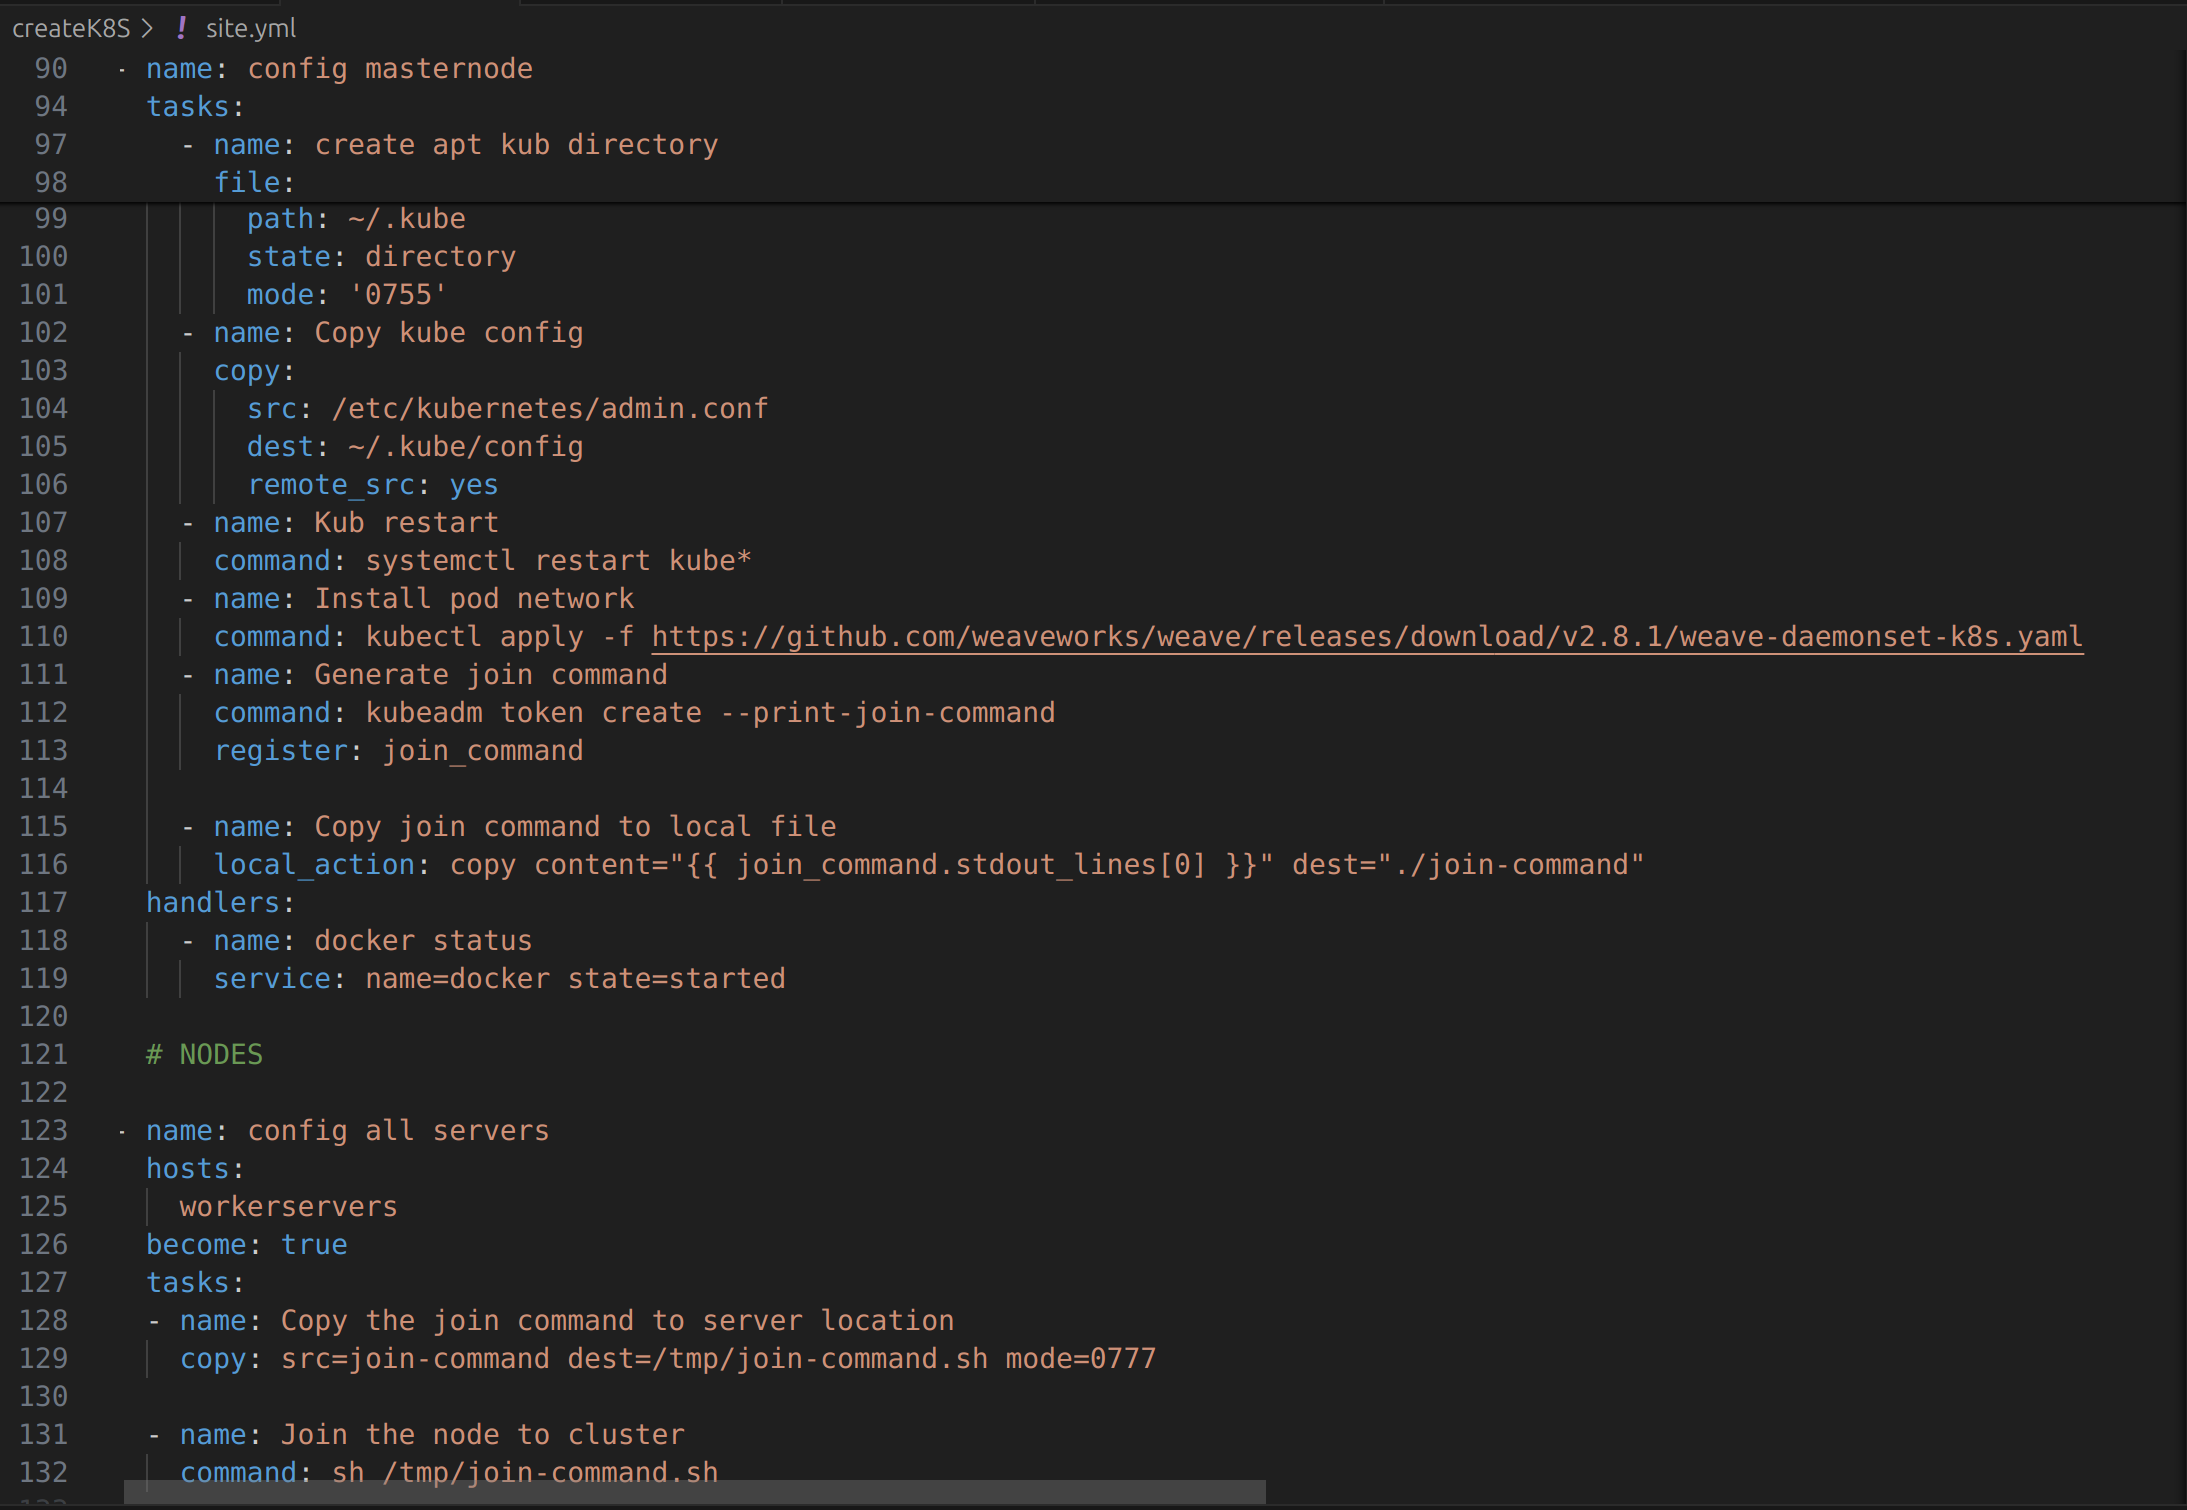 createK8S > ! site.yml
90 - name: config masternode
94 tasks:
97 - name: create apt kub directory
98 file:
99 path: ~/.kube
100 state: directory
101 mode: '0755'
102 - name: Copy kube config
103 copy:
104 src: /etc/kubernetes/admin.conf
105 dest: ~/.kube/config
106 remote_src: yes
107 - name: Kub restart
108 command: systemctl restart kube*
109 - name: Install pod network
110 command: kubectl apply -f https://github.com/weaveworks/weave/releases/download/v2.8.1/weave-daemonset-k8s.yaml
111 - name: Generate join command
112 command: kubeadm token create --print-join-command
113 register: join_command
114
115 - name: Copy join command to local file
116 local_action: copy content="{{ join_command.stdout_lines[0] }}" dest="./join-command"
117 handlers:
118 - name: docker status
119 service: name=docker state=started
120
121 # NODES
122
123 - name: config all servers
124 hosts:
125 workerservers
126 become: true
127 tasks:
128 - name: Copy the join command to server location
129 copy: src=join-command dest=/tmp/join-command.sh mode=0777
130
131 - name: Join the node to cluster
132 command: sh /tmp/join-command.sh